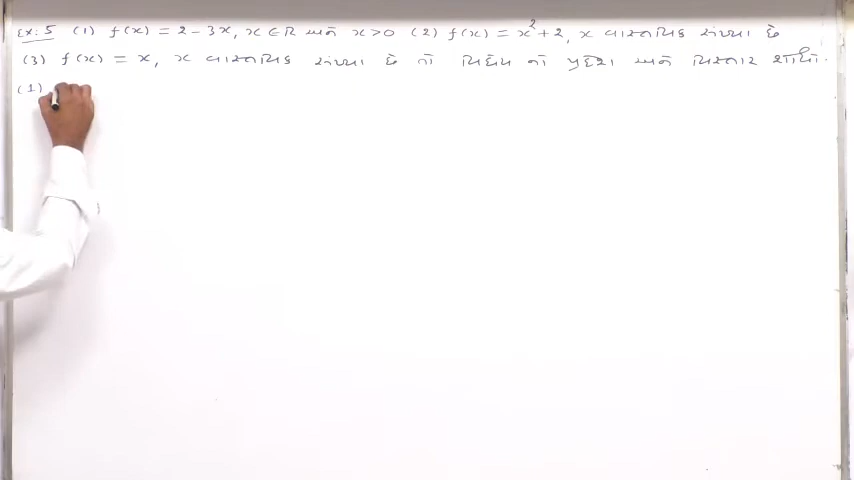 Ex: 5 (1) f(x) = 2 - 3x, x ∈ R અને x > 0 (2) f(x) = x² + 2, x વાસ્તવિક સંખ્યા છે
(3) f(x) = x, x વાસ્તવિક સંખ્યા છે તો વિધેય નો પ્રદેશ અને વિસ્તાર શોધો.
(1)